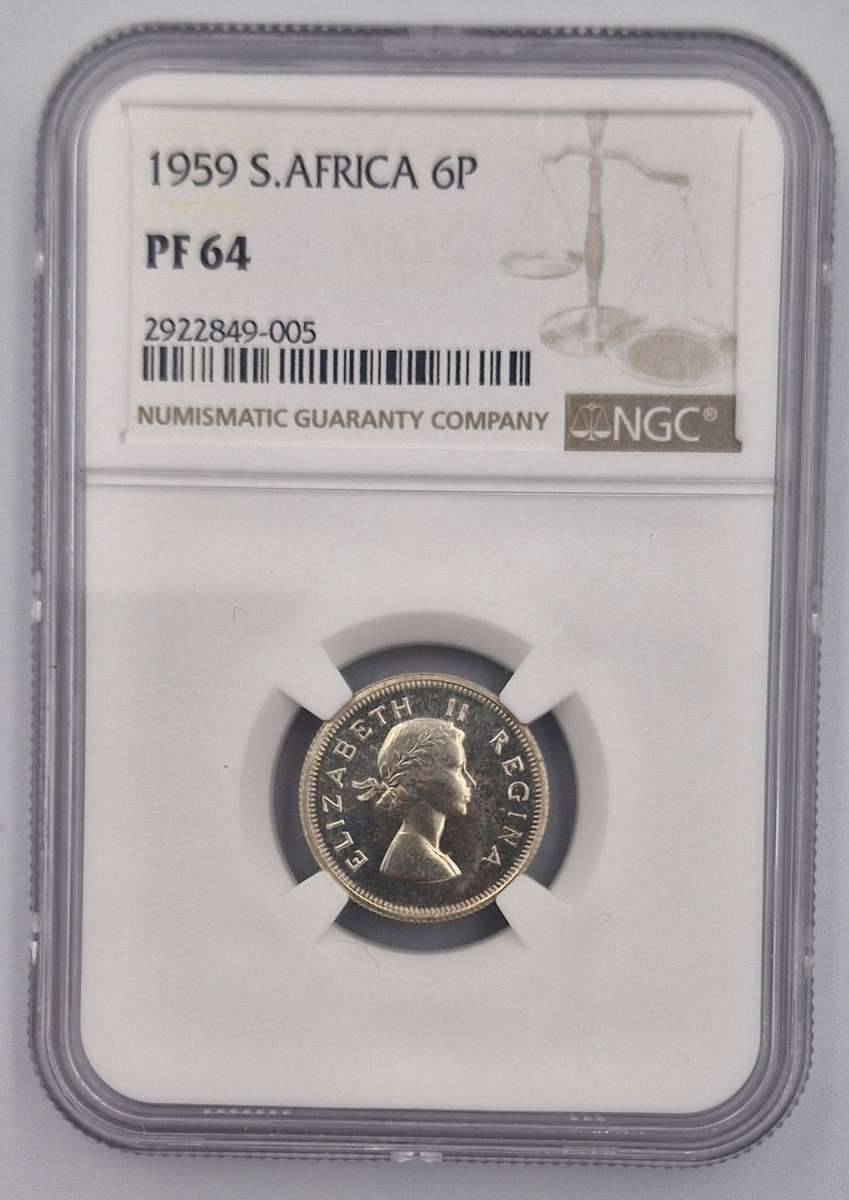 1959 S.AFRICA 6P
PF 64
2922849-005
NUMISMATIC GUARANTY COMPANY
NGC®
ELIZABETH II REGINA